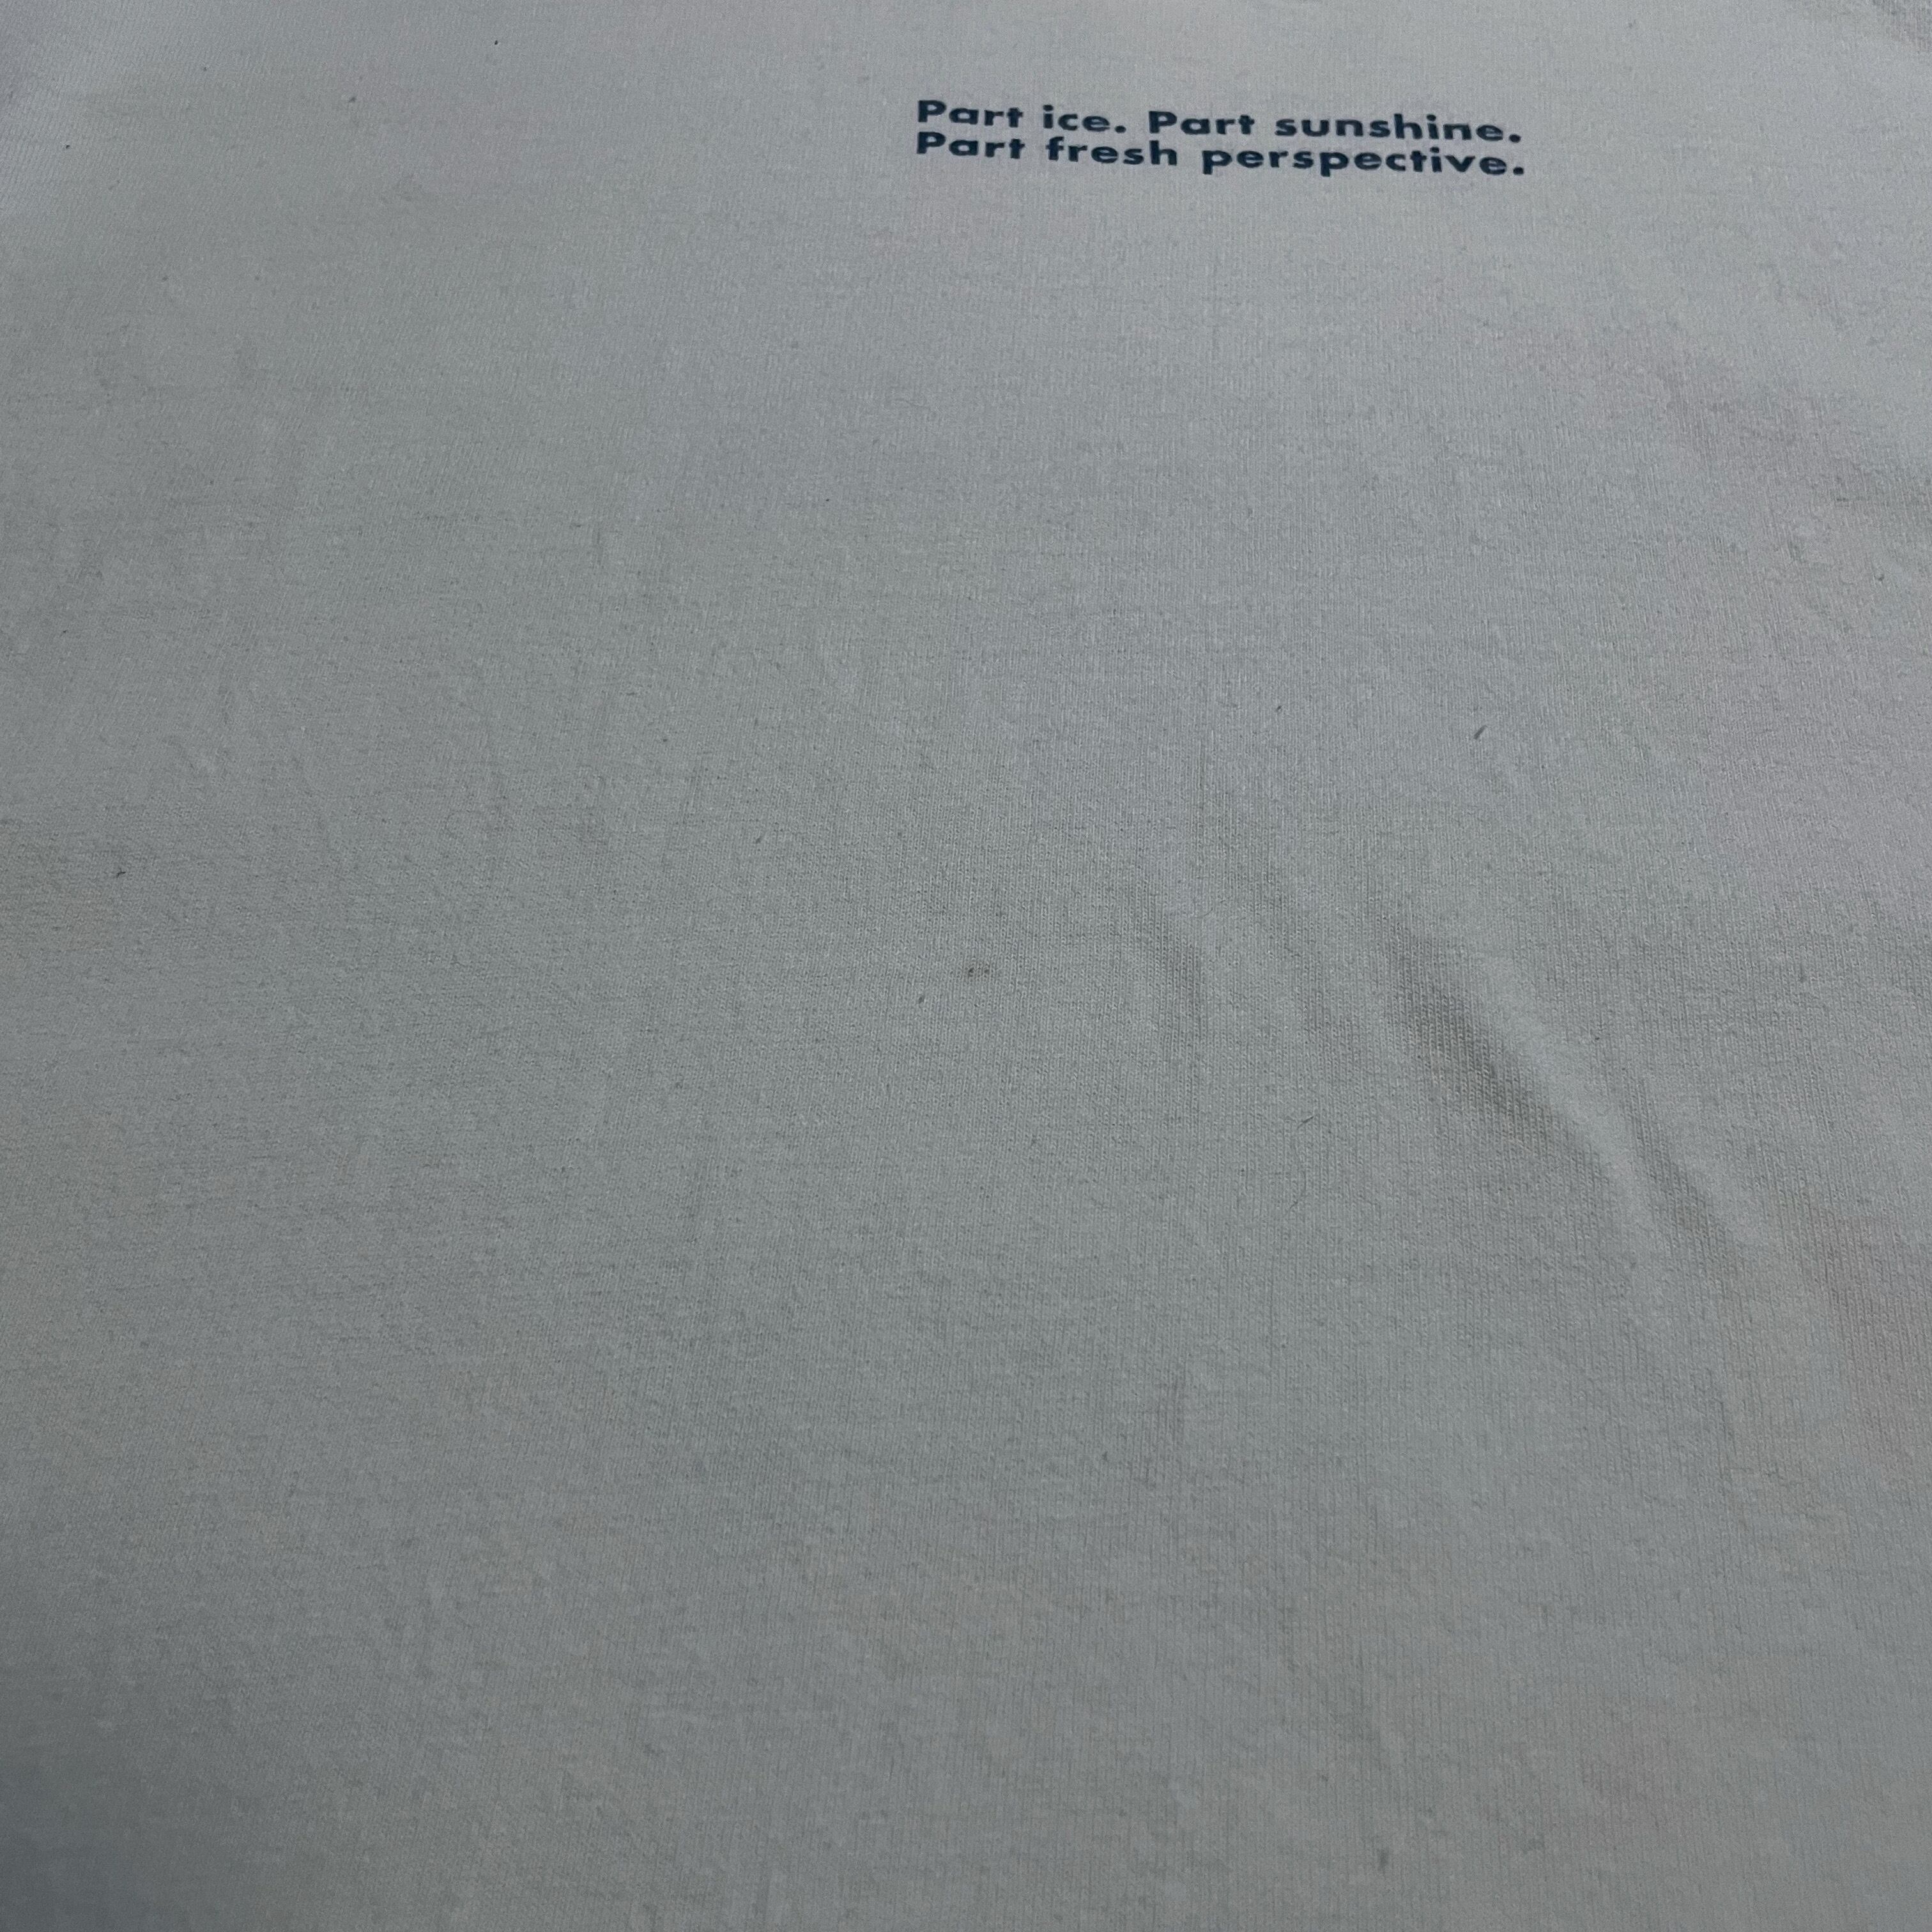 Part ice. Part sunshine.
Part fresh perspective.